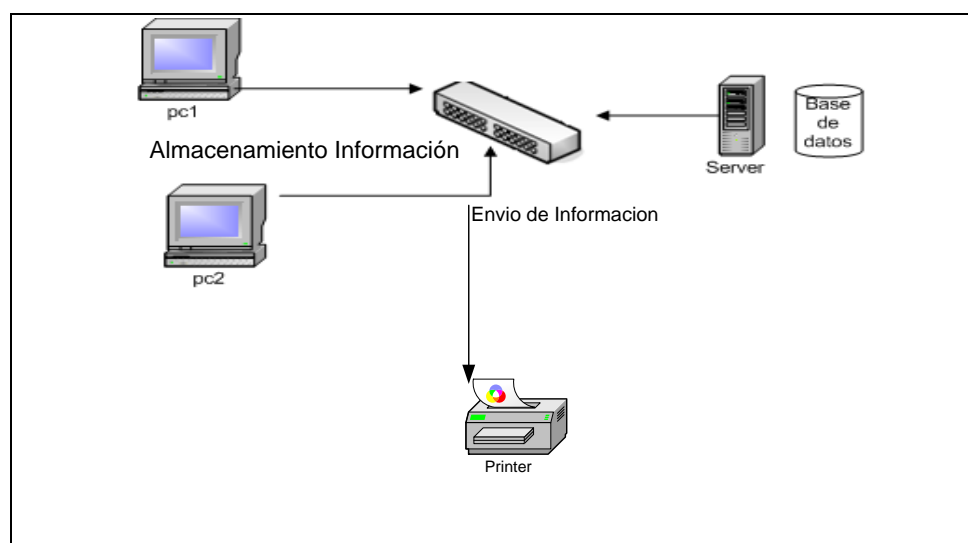 pc1
Almacenamiento Información
pc2
Envio de Informacion
Server
Base
de
datos
Printer